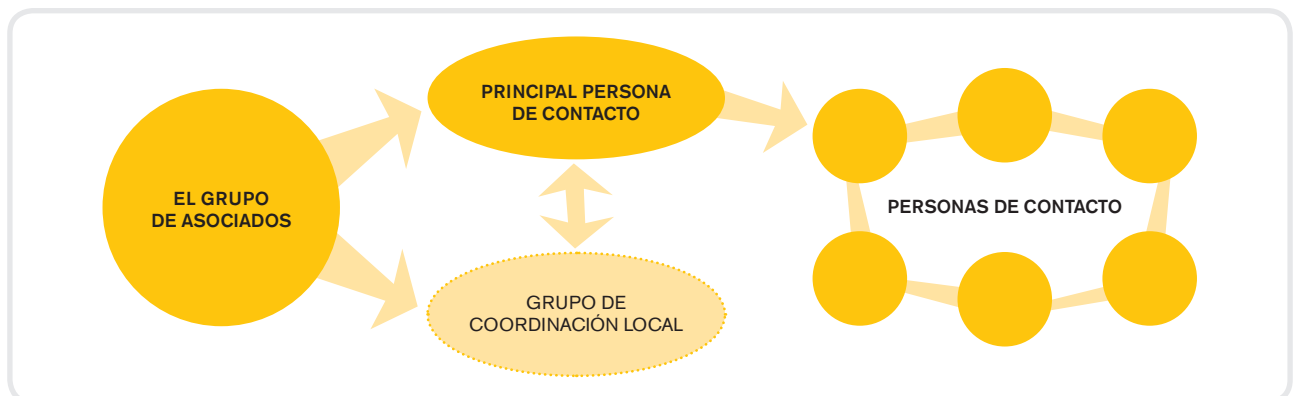 EL GRUPO
DE ASOCIADOS
PRINCIPAL PERSONA
DE CONTACTO
GRUPO DE
COORDINACIÓN LOCAL
PERSONAS DE CONTACTO